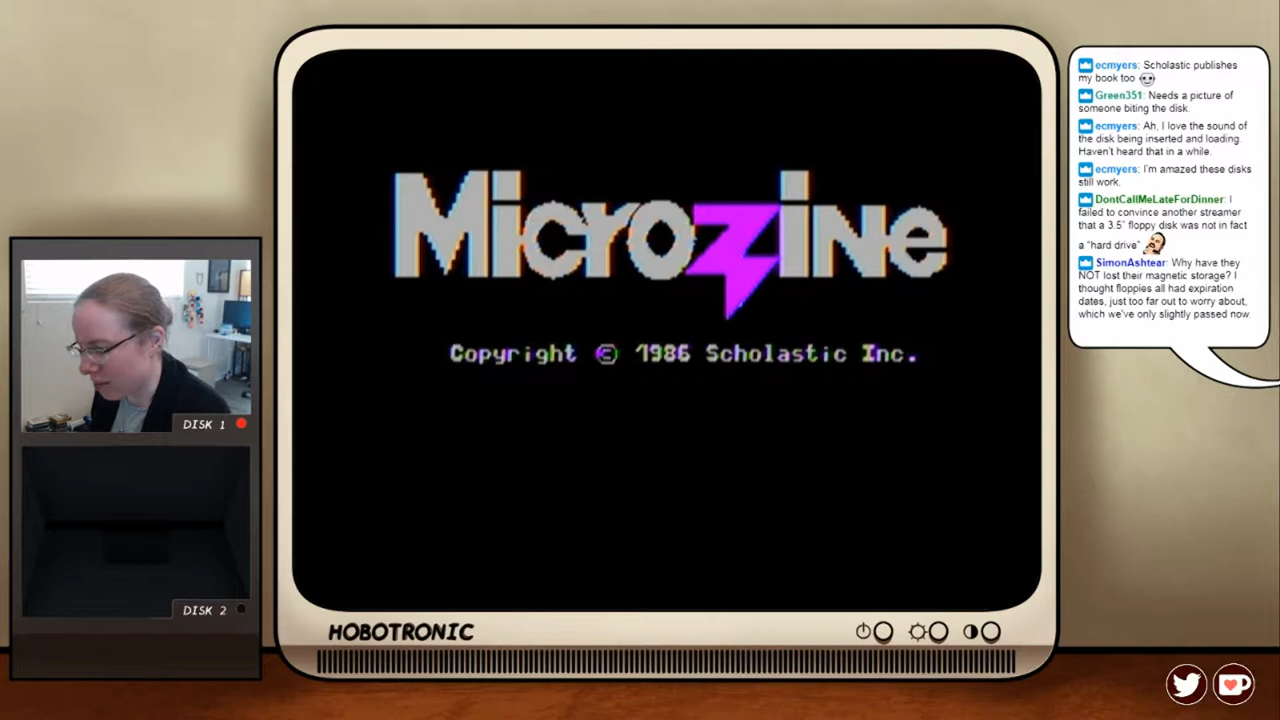 Microzine
Copyright © 1986 Scholastic Inc.
DISK 1
DISK 2
HOBOTRONIC
ecmyers: Scholastic publishes
my book too
Green351: Needs a picture of
someone biting the disk.
ecmyers: Ah, I love the sound of
the disk being inserted and loading.
Haven't heard that in a while.
ecmyers: I'm amazed these disks
still work.
DontCallMeLateForDinner: I
failed to convince another streamer
that a 3.5" floppy disk was not in fact
a "hard drive"
SimonAshtear: Why have they
NOT lost their magnetic storage? I
thought floppies all had expiration
dates, just too far out to worry about,
which we've only slightly passed now.